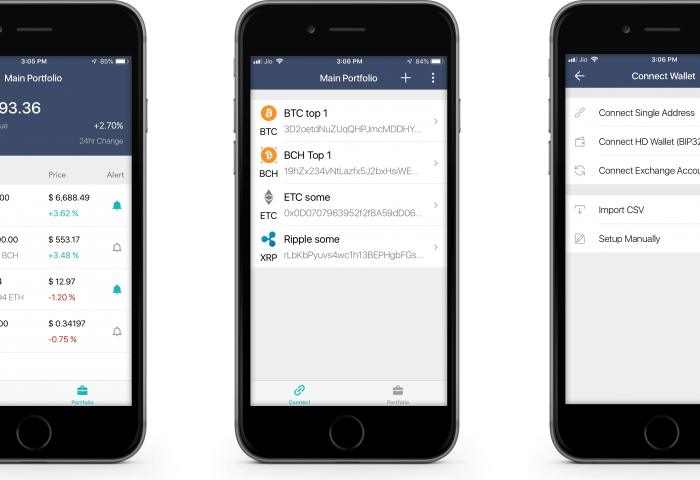 3:05 PM 85%
Main Portfolio
93.36
ue +2.70%
24hr Change
Price Alert
00 $ 6,688.49
+3.62 %
00.00 $ 553.17
BCH +3.48 %
$ 12.97
94 ETH -1.20 %
00 $ 0.34197
-0.75 %
Portfolio
Jio 3:06 PM 84%
Main Portfolio
BTC top 1
BTC 3D2oetdNuZUqQHPJmcMDDHY...
BCH Top 1
BCH 19hZx234vNtLazfx5J2bxHsiWE...
ETC some
ETC 0x0D0707963952f2fBA59dD06...
Ripple some
XRP rLbKbPyuvs4wc1h13BEPHgbFGs...
Connect Portfolio
Jio 3:06 PM
Connect Wallet
Connect Single Address
Connect HD Wallet (BIP32
Connect Exchange Accou
Import CSV
Setup Manually